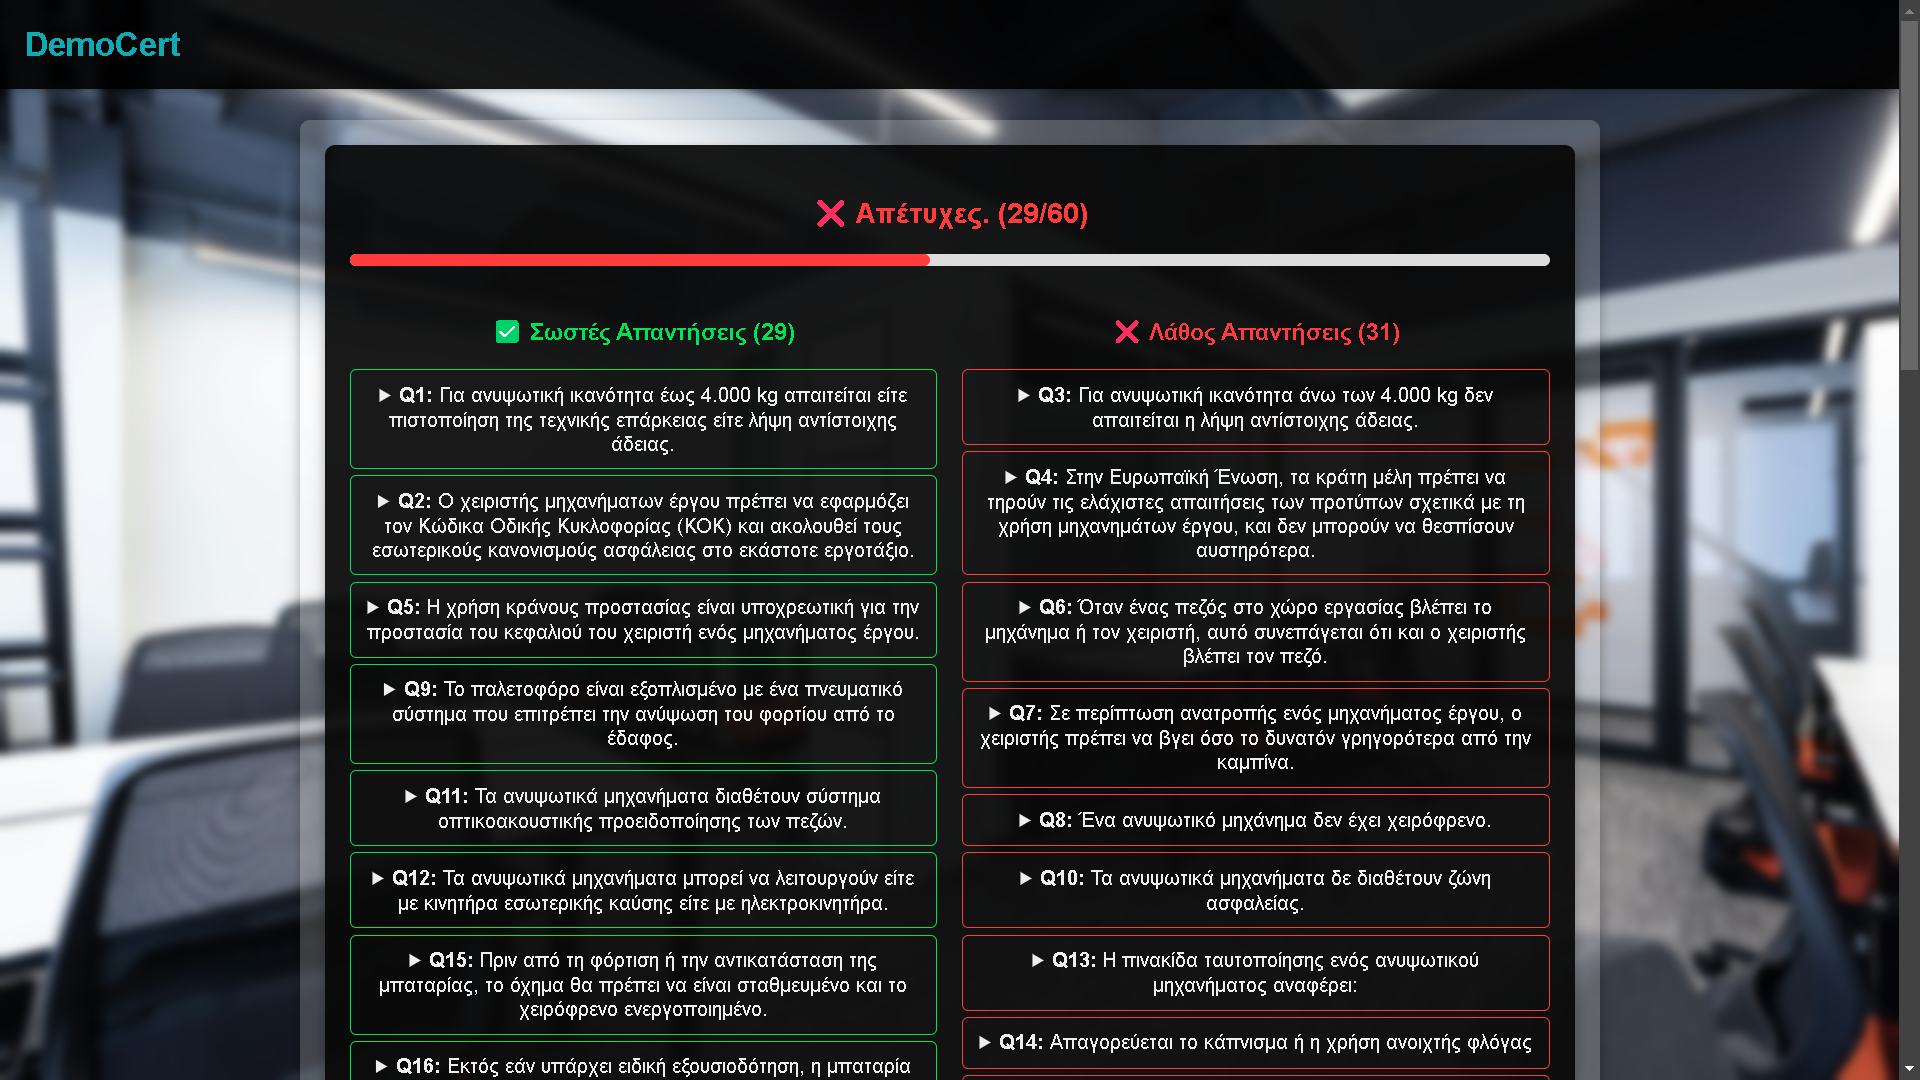 DemoCert
❌ Απέτυχες. (29/60)
✅ Σωστές Απαντήσεις (29)
▶ Q1: Για ανυψωτική ικανότητα έως 4.000 kg απαιτείται είτε
πιστοποίηση της τεχνικής επάρκειας είτε λήψη αντίστοιχης
άδειας.
▶ Q2: Ο χειριστής μηχανήματων έργου πρέπει να εφαρμόζει
τον Κώδικα Οδικής Κυκλοφορίας (ΚΟΚ) και ακολουθεί τους
εσωτερικούς κανονισμούς ασφάλειας στο εκάστοτε εργοτάξιο.
▶ Q5: Η χρήση κράνους προστασίας είναι υποχρεωτική για την
προστασία του κεφαλιού του χειριστή ενός μηχανήματος έργου.
▶ Q9: Το παλετοφόρο είναι εξοπλισμένο με ένα πνευματικό
σύστημα που επιτρέπει την ανύψωση του φορτίου από το
έδαφος.
▶ Q11: Τα ανυψωτικά μηχανήματα διαθέτουν σύστημα
οπτικοακουστικής προειδοποίησης των πεζών.
▶ Q12: Τα ανυψωτικά μηχανήματα μπορεί να λειτουργούν είτε
με κινητήρα εσωτερικής καύσης είτε με ηλεκτροκινητήρα.
▶ Q15: Πριν από τη φόρτιση ή την αντικατάσταση της
μπαταρίας, το όχημα θα πρέπει να είναι σταθμευμένο και το
χειρόφρενο ενεργοποιημένο.
▶ Q16: Εκτός εάν υπάρχει ειδική εξουσιοδότηση, η μπαταρία
❌ Λάθος Απαντήσεις (31)
▶ Q3: Για ανυψωτική ικανότητα άνω των 4.000 kg δεν
απαιτείται η λήψη αντίστοιχης άδειας.
▶ Q4: Στην Ευρωπαϊκή Ένωση, τα κράτη μέλη πρέπει να
τηρούν τις ελάχιστες απαιτήσεις των προτύπων σχετικά με τη
χρήση μηχανημάτων έργου, και δεν μπορούν να θεσπίσουν
αυστηρότερα.
▶ Q6: Όταν ένας πεζός στο χώρο εργασίας βλέπει το
μηχάνημα ή τον χειριστή, αυτό συνεπάγεται ότι και ο χειριστής
βλέπει τον πεζό.
▶ Q7: Σε περίπτωση ανατροπής ενός μηχανήματος έργου, ο
χειριστής πρέπει να βγει όσο το δυνατόν γρηγορότερα από την
καμπίνα.
▶ Q8: Ένα ανυψωτικό μηχάνημα δεν έχει χειρόφρενο.
▶ Q10: Τα ανυψωτικά μηχανήματα δε διαθέτουν ζώνη
ασφαλείας.
▶ Q13: Η πινακίδα ταυτοποίησης ενός ανυψωτικού
μηχανήματος αναφέρει:
▶ Q14: Απαγορεύεται το κάπνισμα ή η χρήση ανοιχτής φλόγας